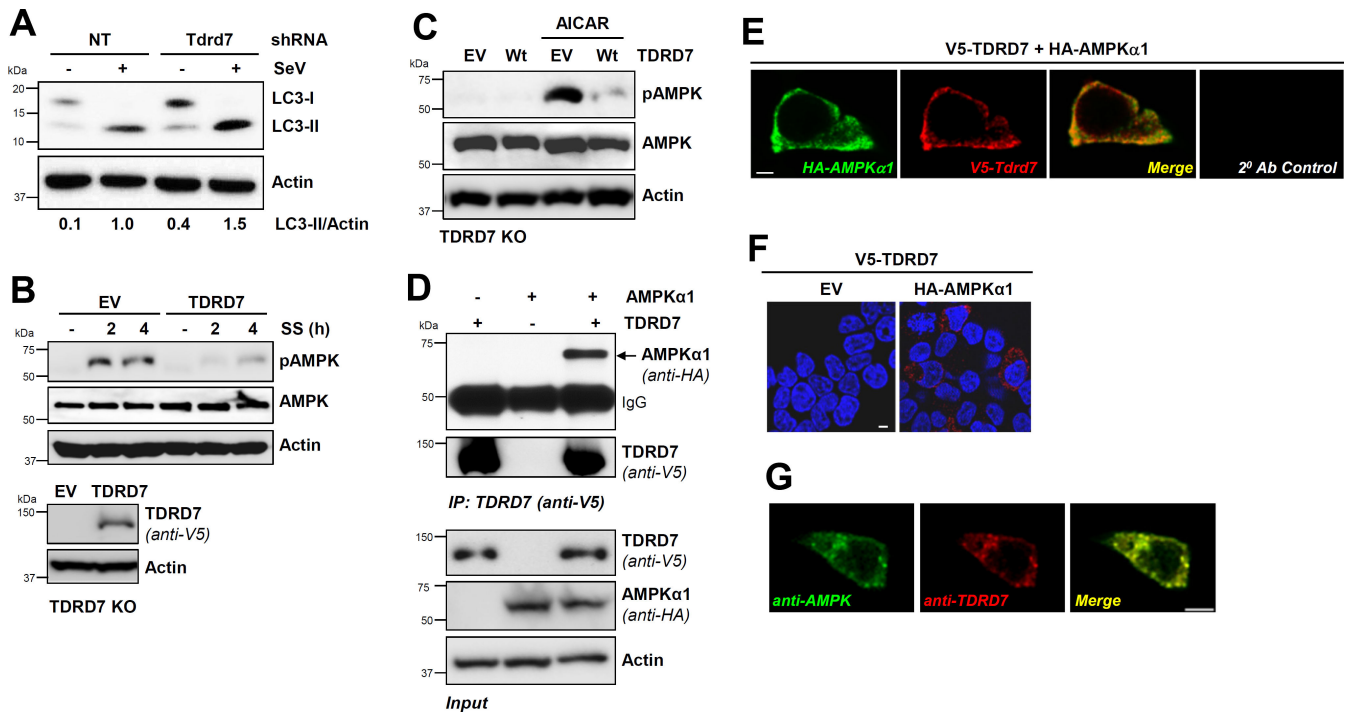 A
NT Tdrd7 shRNA
kDa - + - + SeV
20 LC3-I
15 LC3-II
10
Actin
37
0.1 1.0 0.4 1.5 LC3-II/Actin
B
EV TDRD7
kDa - 2 4 - 2 4 SS (h)
75 pAMPK
50
AMPK
50
Actin
37
EV TDRD7
kDa
150 TDRD7
(anti-V5)
Actin
37
TDRD7 KO
C
AICAR
kDa EV Wt EV Wt TDRD7
75 pAMPK
50
AMPK
50
Actin
37
TDRD7 KO
D
- + + AMPKα1
kDa + - + TDRD7
75 AMPKα1
(anti-HA)
50 IgG
150 TDRD7
(anti-V5)
IP: TDRD7 (anti-V5)
150 TDRD7
(anti-V5)
75 AMPKα1
(anti-HA)
50
Actin
37
Input
E
V5-TDRD7 + HA-AMPKα1
HA-AMPKα1 V5-Tdrd7 Merge 2⁰ Ab Control
F
V5-TDRD7
EV HA-AMPKα1
G
anti-AMPK anti-TDRD7 Merge